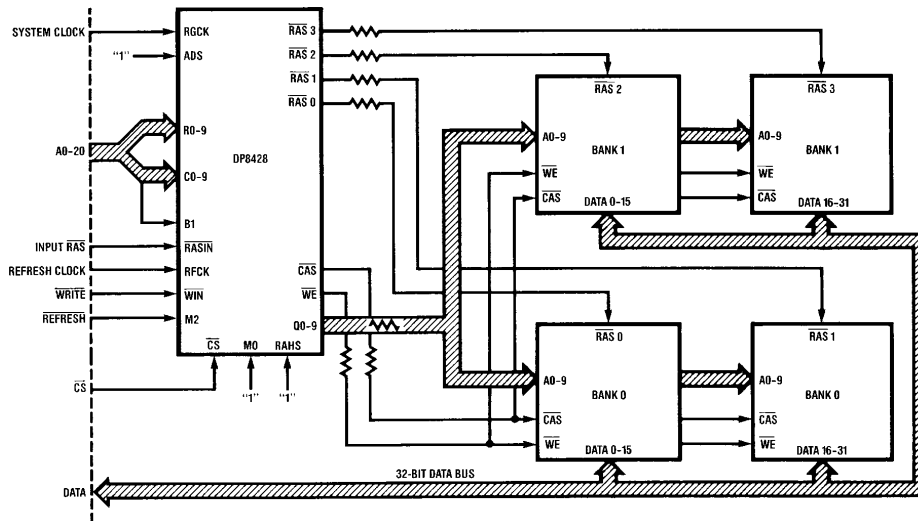 SYSTEM CLOCK
RGCK
RAS 3
"1"
ADS
RAS 2
RAS 1
RAS 0
A0-20
R0-9
C0-9
B1
DP8428
INPUT RAS
RASIN
REFRESH CLOCK
RFCK
CAS
WRITE
WIN
WE
REFRESH
M2
Q0-9
CS
MO
RAHS
CS
"1"
"1"
RAS 2
A0-9
BANK 1
WE
CAS
DATA 0-15
RAS 3
A0-9
BANK 1
WE
CAS
DATA 16-31
RAS 0
A0-9
BANK 0
CAS
WE
DATA 0-15
RAS 1
A0-9
BANK 0
CAS
WE
DATA 16-31
32-BIT DATA BUS
DATA